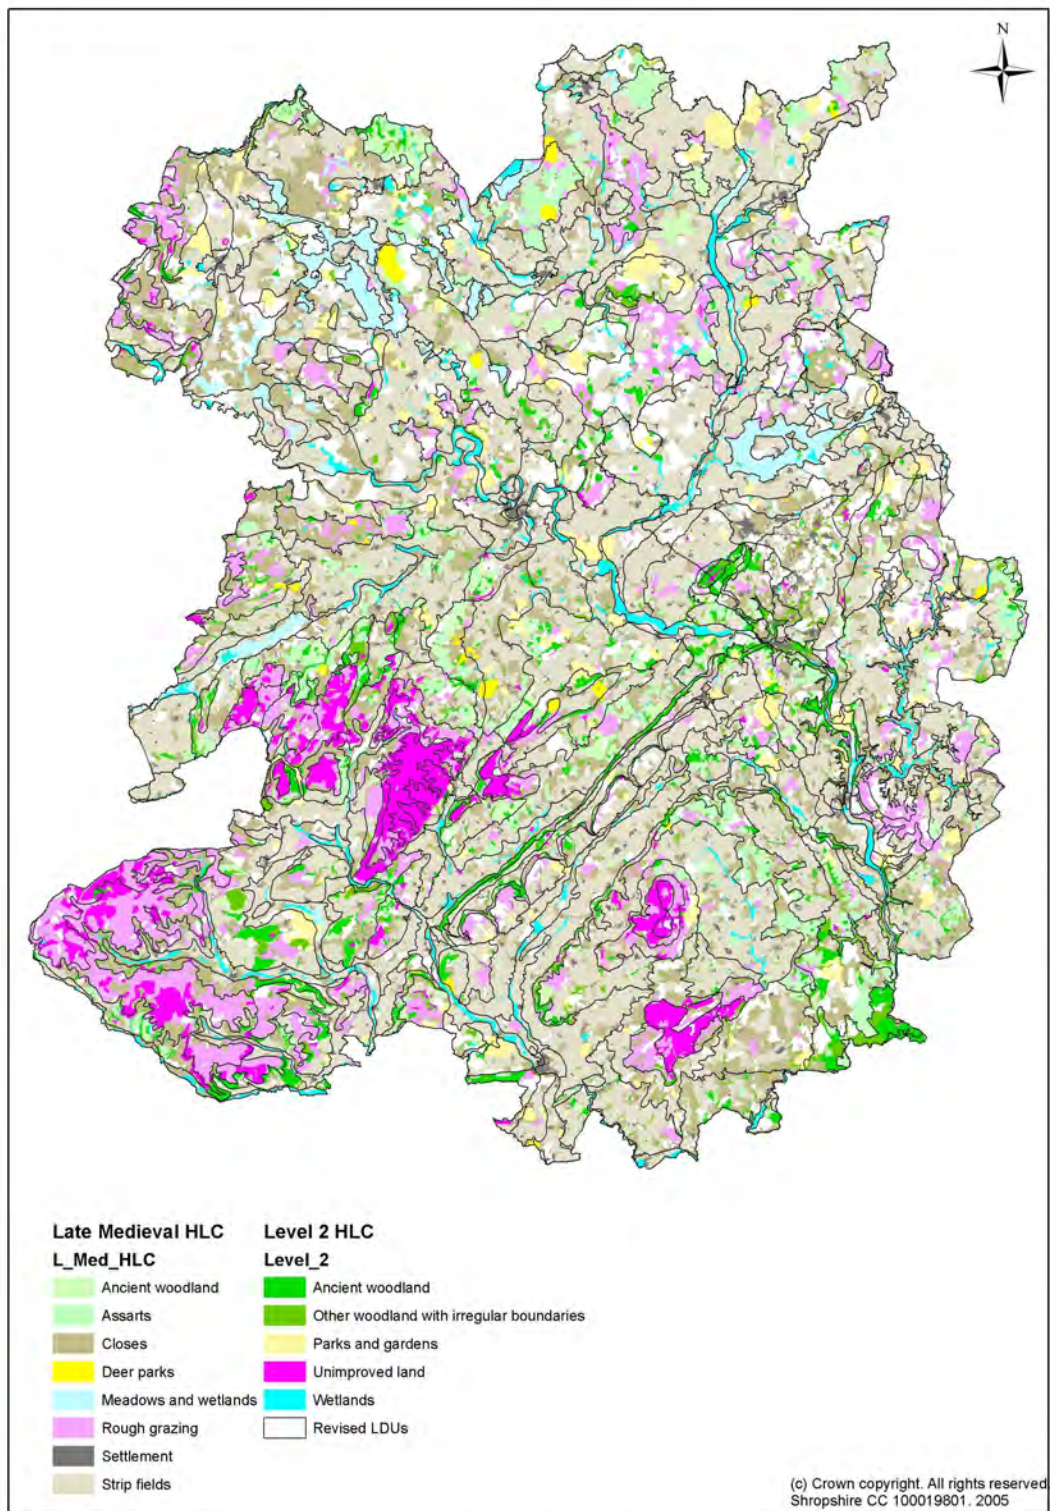 N
Late Medieval HLC
L_Med_HLC
Ancient woodland
Assarts
Closes
Deer parks
Meadows and wetlands
Rough grazing
Settlement
Strip fields
Level 2 HLC
Level_2
Ancient woodland
Other woodland with irregular boundaries
Parks and gardens
Unimproved land
Wetlands
Revised LDUs
(c) Crown copyright. All rights reserved
Shropshire CC 100019801. 2005